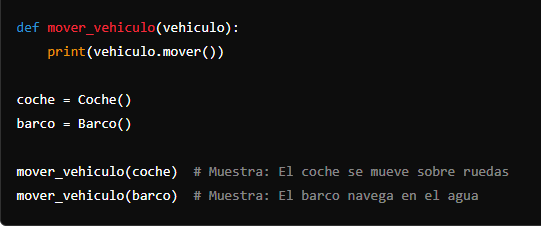 def mover_vehiculo(vehiculo):
    print(vehiculo.mover())
coche = Coche()
barco = Barco()
mover_vehiculo(coche)  # Muestra: El coche se mueve sobre ruedas
mover_vehiculo(barco)  # Muestra: El barco navega en el agua